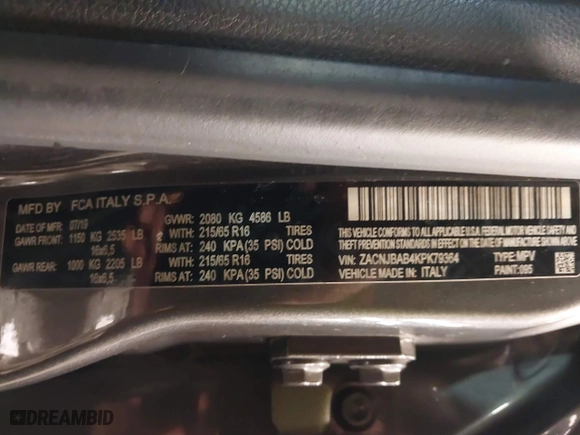 MFD BY FCA ITALY S.P.A.
DATE OF MFR: 07/19 GVWR: 2080 KG 4586 LB
GAWR FRONT: 1150 KG 2535 LB WITH: 215/65 R16 TIRES
16x6,5 RIMS AT: 240 KPA(35 PSI) COLD
GAWR REAR: 1000 KG 2205 LB WITH: 215/65 R16 TIRES
16x6,5 RIMS AT: 240 KPA(35 PSI) COLD
THIS VEHICLE CONFORMS TO ALL APPLICABLE U.S.A. FEDERAL MOTOR
VEHICLE SAFETY, BUMPER, AND THEFT PREVENTION STANDARDS IN
EFFECT ON THE DATE OF MANUFACTURE SHOWN ABOVE.
VIN: ZACNJBAB4KPK79364 TYPE: MPV
VEHICLE MADE IN: ITALY PAINT: 095
DREAMBID